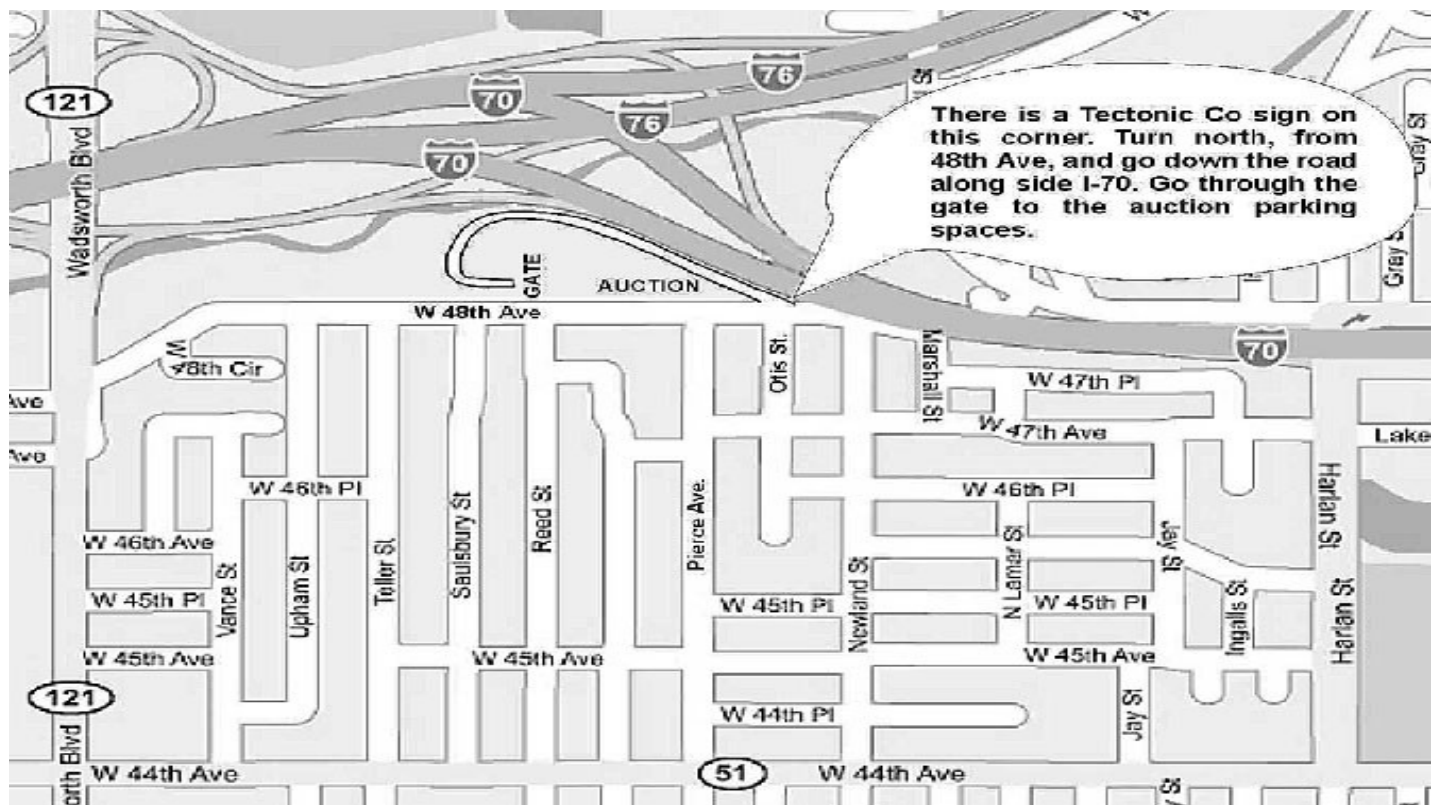 76
70
121
76
70
There is a Tectonic Co sign on
this corner. Turn north, from
48th Ave, and go down the road
along side I-70. Go through the
gate to the auction parking
spaces.
Gray St
Wadsworth Blvd
Gray S
GATE
AUCTION
W 48th Ave
70
W 48th Cir
Otis St.
Marshall St
W 47th Pl
Ave
W 47th Ave
Lake
Ave
W 46th Pl
W 46th Pl
Saulsbury St
Reed St
Pierce Ave.
Harlan St
W 46th Ave
Vance St
Upham St
Teller St
Newland St
N Lamar St
Jay St
W 45th Pl
W 45th Pl
W 45th Pl
Ingalls St
Harlan St
W 45th Ave
W 45th Ave
W 45th Ave
121
W 44th Pl
Jay St
orth Blvd
W 44th Ave
51
W 44th Ave